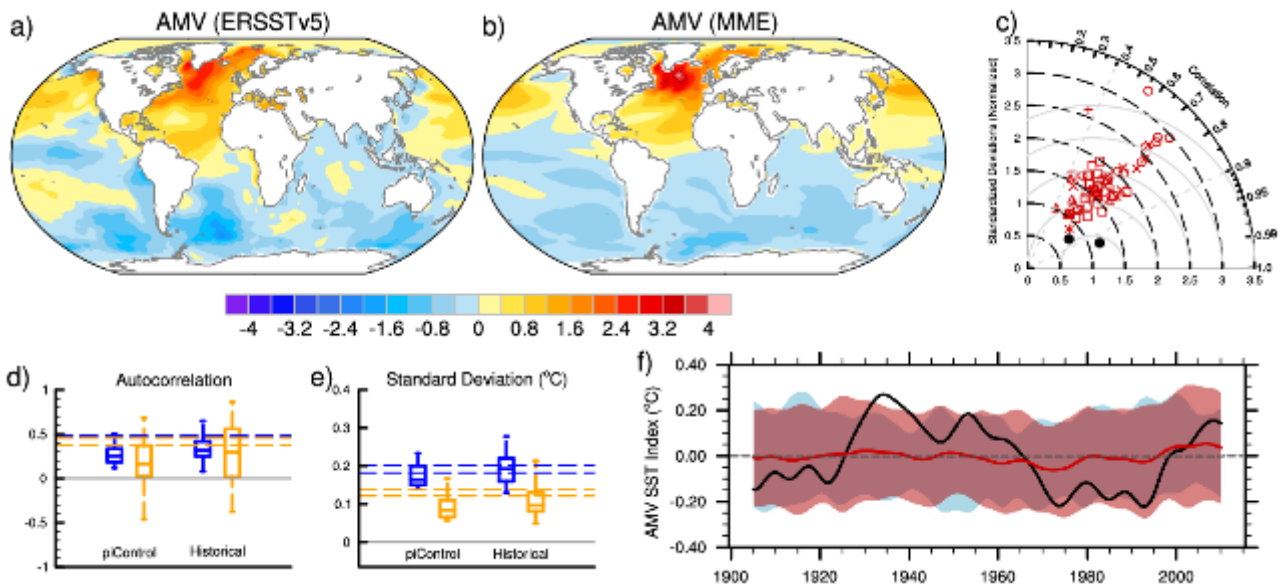 a)
AMV (ERSSTv5)
b)
AMV (MME)
c)
3.5
3
2.5
2
1.5
1
0.5
0
Standardized Deviations (Normalized)
0.2
0.3
0.4
0.5
0.6
0.7
0.8
0.9
0.95
0.99
1.0
Correlation
0
0.5
1
1.5
2
2.5
3
3.5
-4 -3.2 -2.4 -1.6 -0.8 0 0.8 1.6 2.4 3.2 4
d)
Autocorrelation
1
0.5
0
-0.5
-1
piControl Historical
e)
Standard Deviation (°C)
0.4
0.3
0.2
0.1
0
piControl Historical
f)
AMV SST Index (°C)
0.40
0.20
0.00
-0.20
-0.40
1900 1920 1940 1960 1980 2000